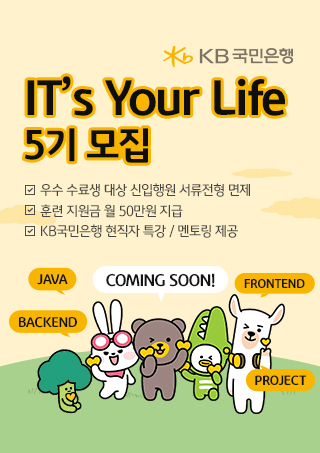 KB 국민은행
IT's Your Life
5기 모집
우수 수료생 대상 신입행원 서류전형 면제
훈련 지원금 월 50만원 지급
KB국민은행 현직자 특강 / 멘토링 제공
JAVA
COMING SOON!
FRONTEND
BACKEND
PROJECT